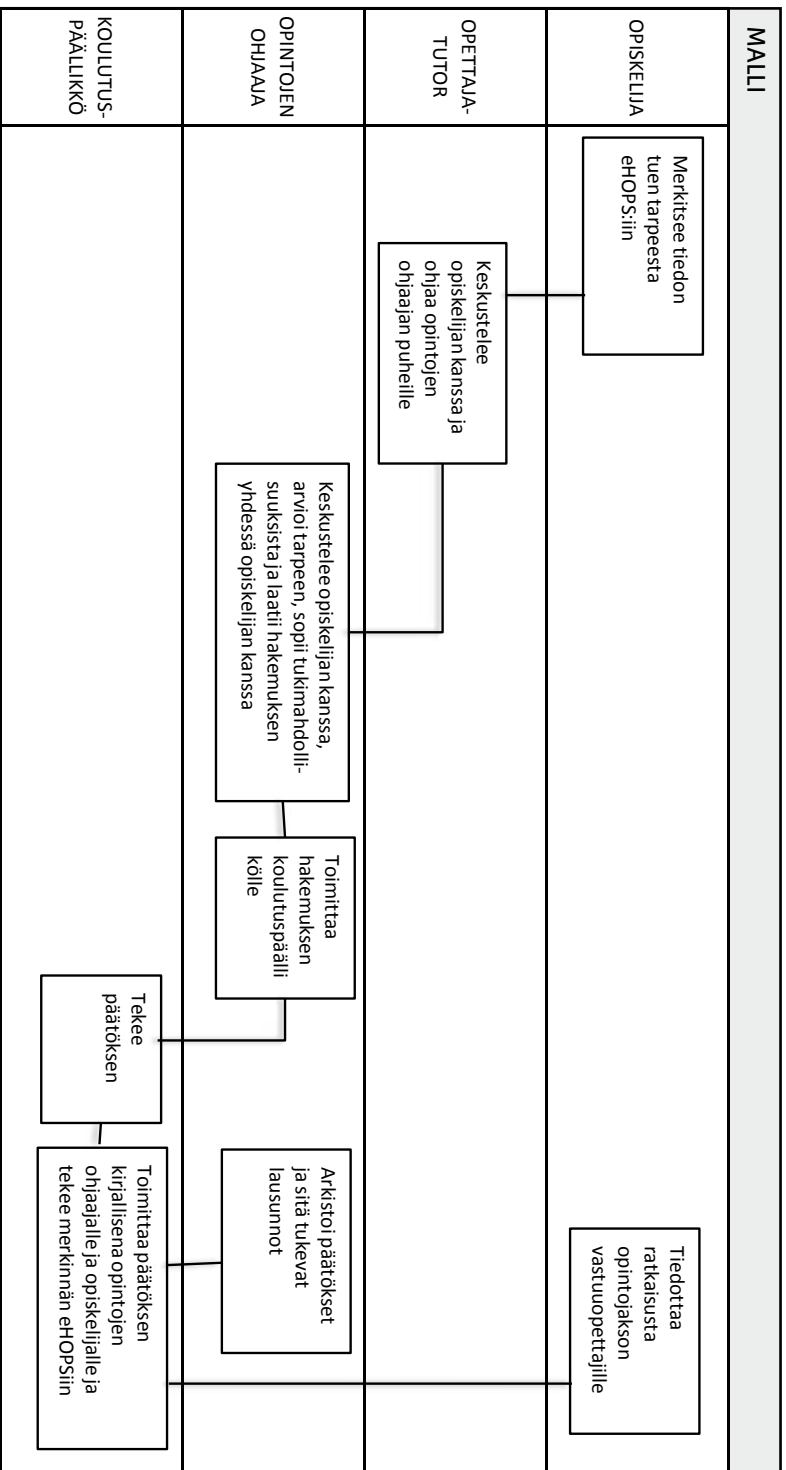 MALLI
OPISKELIJA
Merkitsee tiedon
tuen tarpeesta
eHOPS:iin
Tiedottaa
ratkaisusta
opintojakson
vastuuopettajille
OPETTAJA-
TUTOR
Keskustelee
opiskelijan kanssa ja
ohjaa opintojen
ohjaajan puheille
OPINTOJEN
OHJAAJA
Keskustelee opiskelijan kanssa,
arvioi tarpeen, sopii tukimahdolli-
suuksista ja laatii hakemuksen
yhdessä opiskelijan kanssa
Toimittaa
hakemuksen
koulutuspäälli
kölle
Arkistoi päätökset
ja sitä tukevat
lausunnot
KOULUTUS-
PÄÄLLIKKÖ
Tekee
päätöksen
Toimittaa päätöksen
kirjallisena opintojen
ohjaajalle ja opiskelijalle ja
tekee merkinnän eHOPSiin